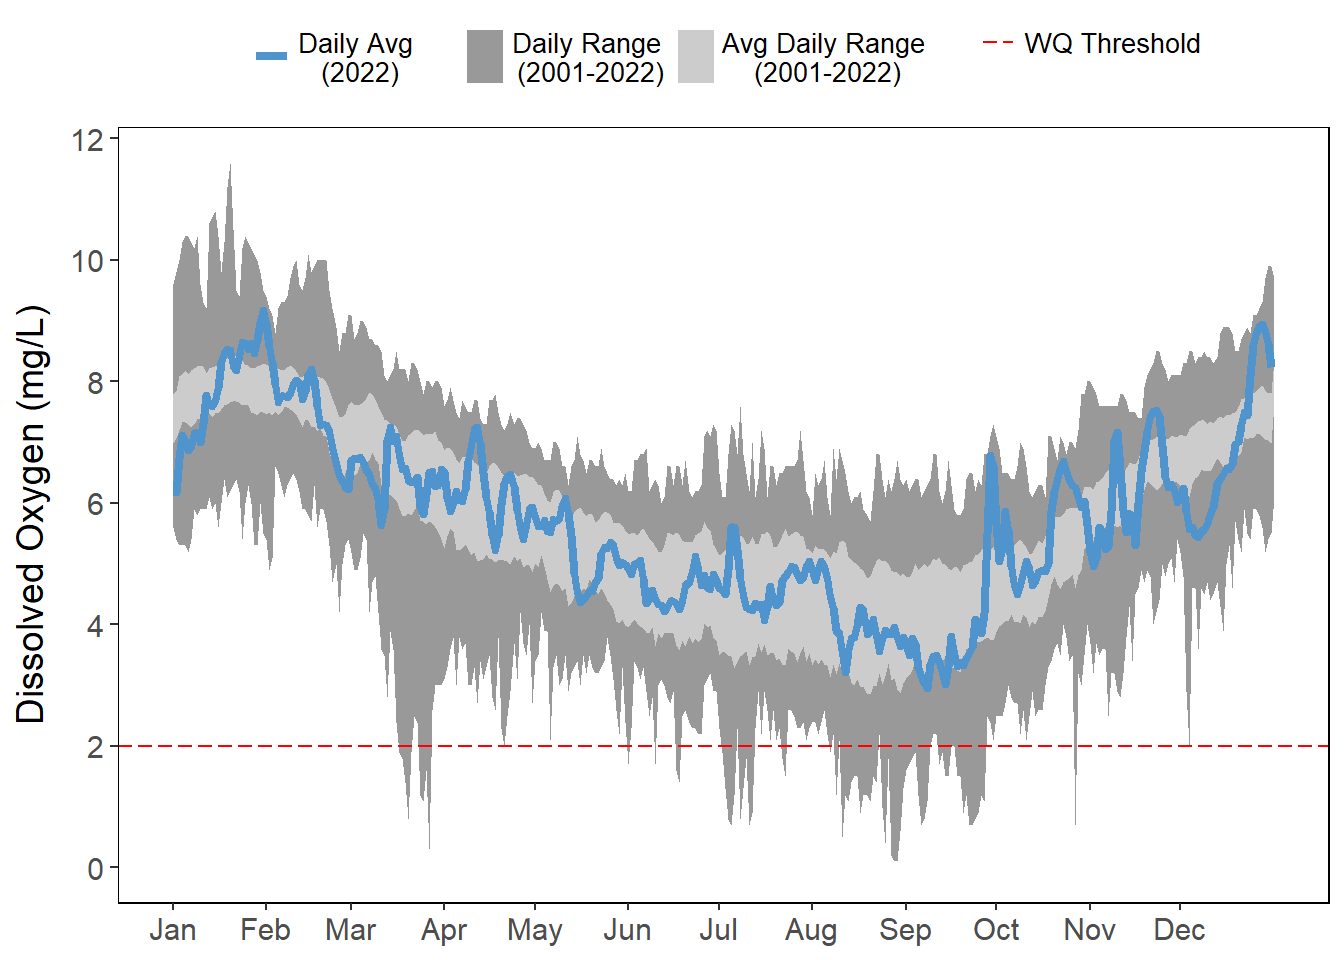 Daily Avg
(2022)
Daily Range
(2001-2022)
Avg Daily Range
(2001-2022)
WQ Threshold
Dissolved Oxygen (mg/L)
12
10
8
6
4
2
0
Jan Feb Mar Apr May Jun Jul Aug Sep Oct Nov Dec